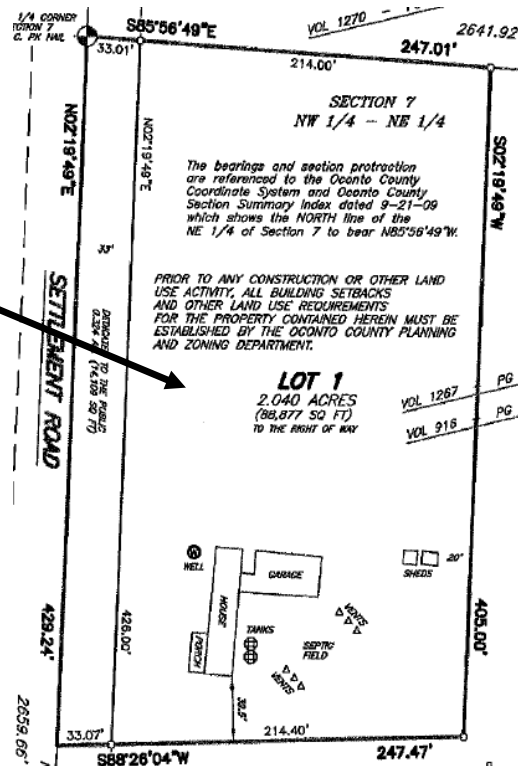 1/4 CORNER
C. PK NAIL
S85°56'49"E
VOL 1270
2641.92
33.01'
247.01'
214.00'
SECTION 7
NW 1/4 - NE 1/4
N02°19'49"E
N02°19'49"E
S02°19'49"W
The bearings and section protraction
are referenced to the Oconto County
Coordinate System and Oconto County
Section Summary Index dated 9-21-09
which shows the NORTH line of the
NE 1/4 of Section 7 to bear N85°56'49"W.
33'
PRIOR TO ANY CONSTRUCTION OR OTHER LAND
USE ACTIVITY, ALL BUILDING SETBACKS
AND OTHER LAND USE REQUIREMENTS
FOR THE PROPERTY CONTAINED HEREIN MUST BE
ESTABLISHED BY THE OCONTO COUNTY PLANNING
AND ZONING DEPARTMENT.
SETTLEMENT ROAD
DEDICATED TO THE PUBLIC
LOT 1
2.040 ACRES
(88,877 SQ FT)
TO THE RIGHT OF WAY
VOL 1267 PG
VOL 916 PG
WELL
GARAGE
SHEDS
20"
HOUSE
VENTS
TANKS
SEPTIC
FIELD
PORCH
VENTS
429.24'
426.00'
405.00'
30.5'
2659.66'
33.07'
214.40'
S88°26'04"W
247.47'